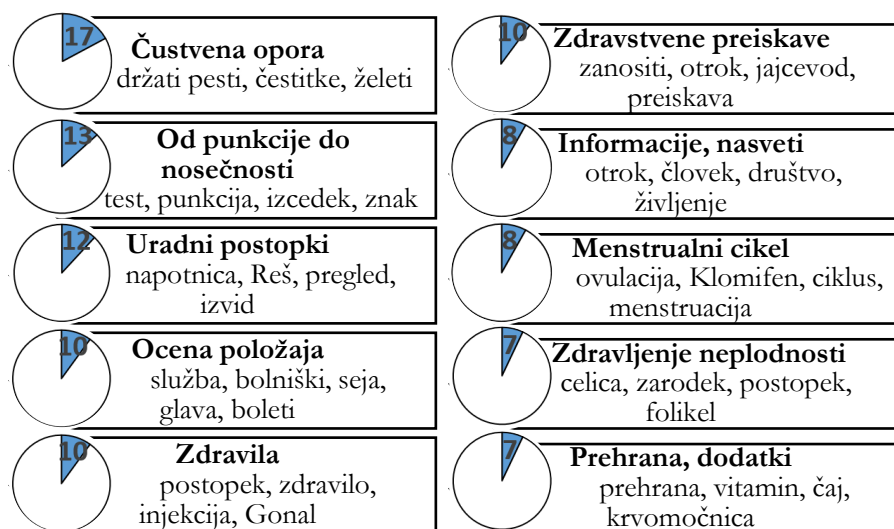 17
Čustvena opora
držati pesti, čestitke, želeti
13
Od punkcije do
nosečnosti
test, punkcija, izcedek, znak
12
Uradni postopki
napotnica, Reš, pregled,
izvid
10
Ocena položaja
služba, bolniški, seja,
glava, boleti
10
Zdravila
postopek, zdravilo,
injekcija, Gonal
10
Zdravstvene preiskave
zanositi, otrok, jajcevod,
preiskava
8
Informacije, nasveti
otrok, človek, društvo,
življenje
8
Menstrualni cikel
ovulacija, Klomifen, ciklus,
menstruacija
7
Zdravljenje neplodnosti
celica, zarodek, postopek,
folikel
7
Prehrana, dodatki
prehrana, vitamin, čaj,
krvomočnica